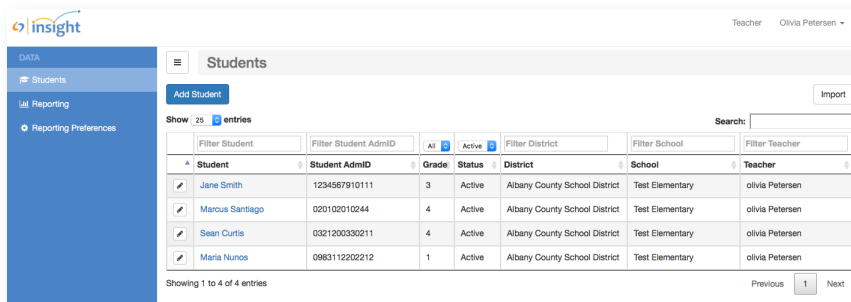 insight
Teacher Olivia Petersen
DATA
Students
Students
Reporting
Reporting Preferences
Add Student
Import
Show 25 entries
Search:
Filter Student Filter Student AdmID All Active Filter District Filter School Filter Teacher
Student Student AdmID Grade Status District School Teacher
Jane Smith 1234567910111 3 Active Albany County School District Test Elementary olivia Petersen
Marcus Santiago 020102010244 4 Active Albany County School District Test Elementary olivia Petersen
Sean Curtis 0321200330211 4 Active Albany County School District Test Elementary olivia Petersen
Maria Nunos 0983112202212 1 Active Albany County School District Test Elementary olivia Petersen
Showing 1 to 4 of 4 entries
Previous 1 Next